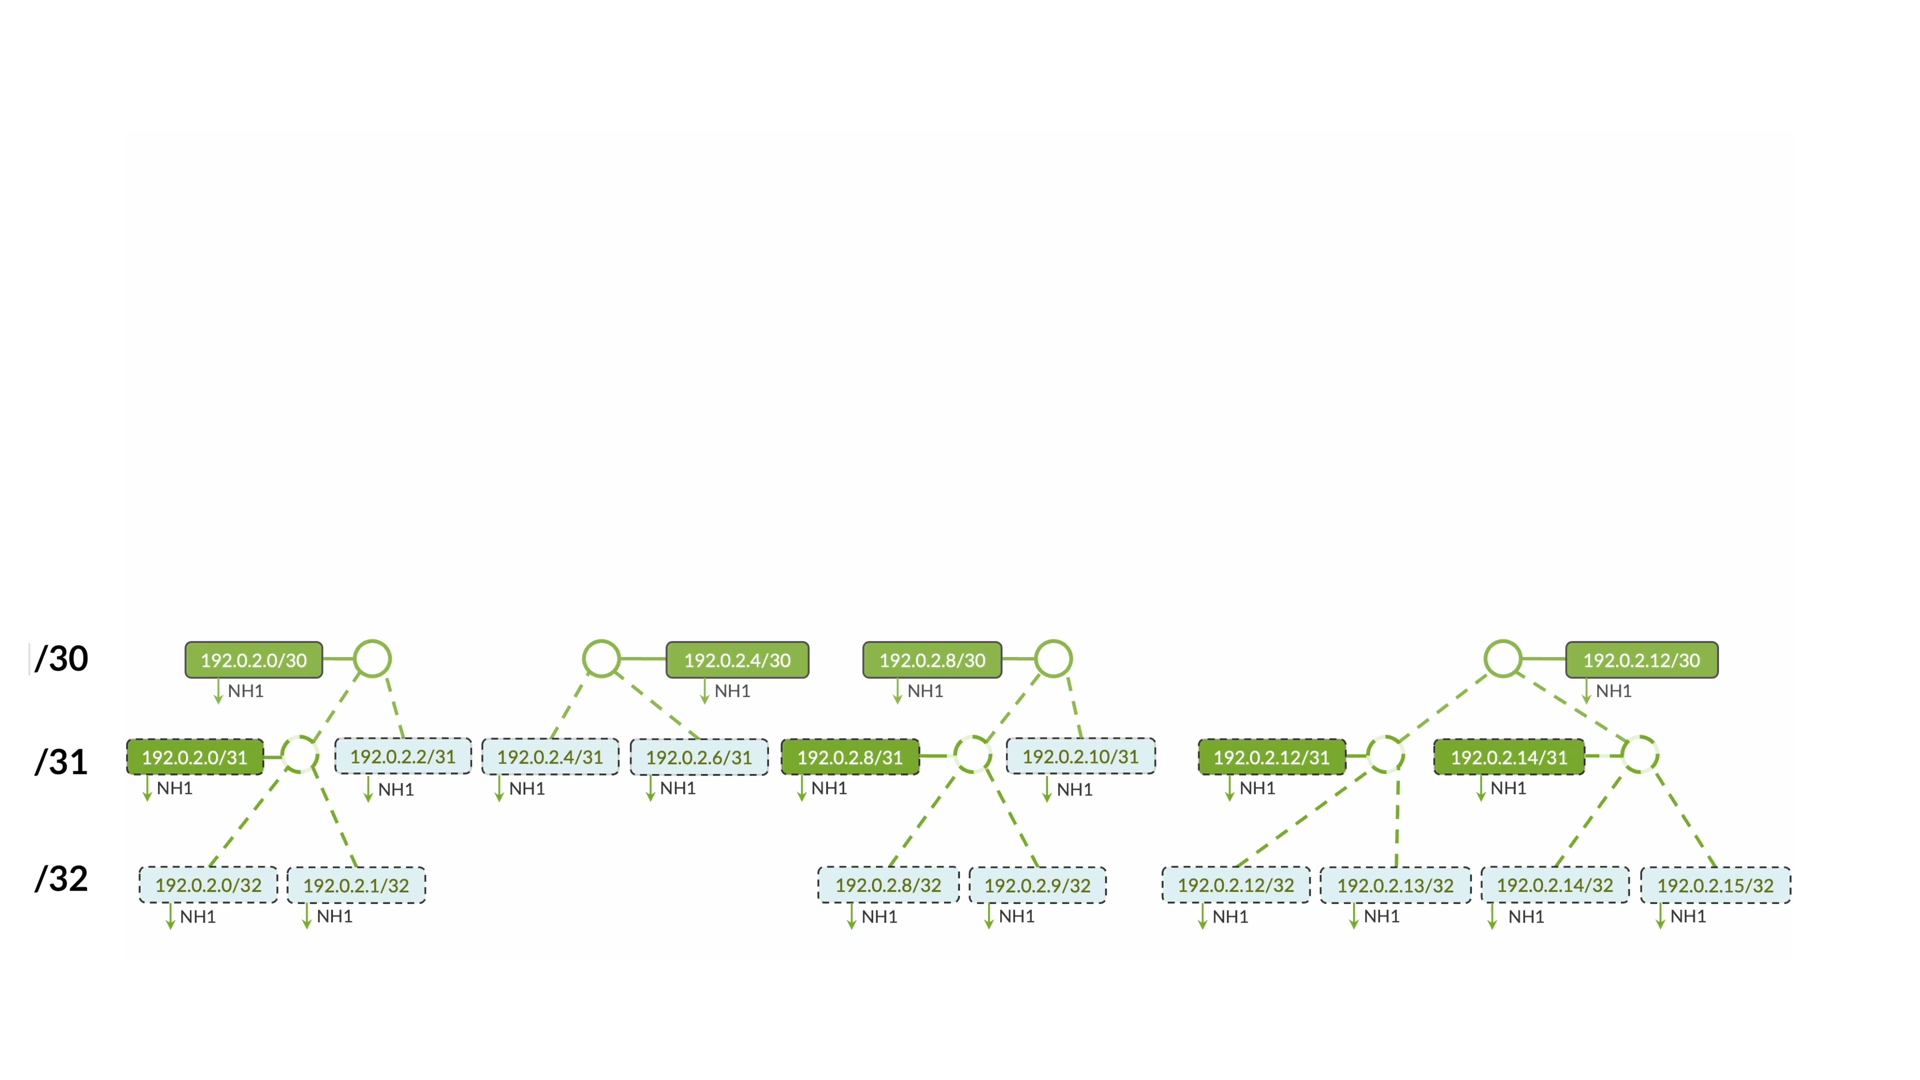 /30
192.0.2.0/30
192.0.2.4/30
192.0.2.8/30
192.0.2.12/30
NH1
NH1
NH1
NH1
/31
192.0.2.0/31
192.0.2.2/31
192.0.2.4/31
192.0.2.6/31
192.0.2.8/31
192.0.2.10/31
192.0.2.12/31
192.0.2.14/31
NH1
NH1
NH1
NH1
NH1
NH1
NH1
NH1
/32
192.0.2.0/32
192.0.2.1/32
192.0.2.8/32
192.0.2.9/32
192.0.2.12/32
192.0.2.13/32
192.0.2.14/32
192.0.2.15/32
NH1
NH1
NH1
NH1
NH1
NH1
NH1
NH1